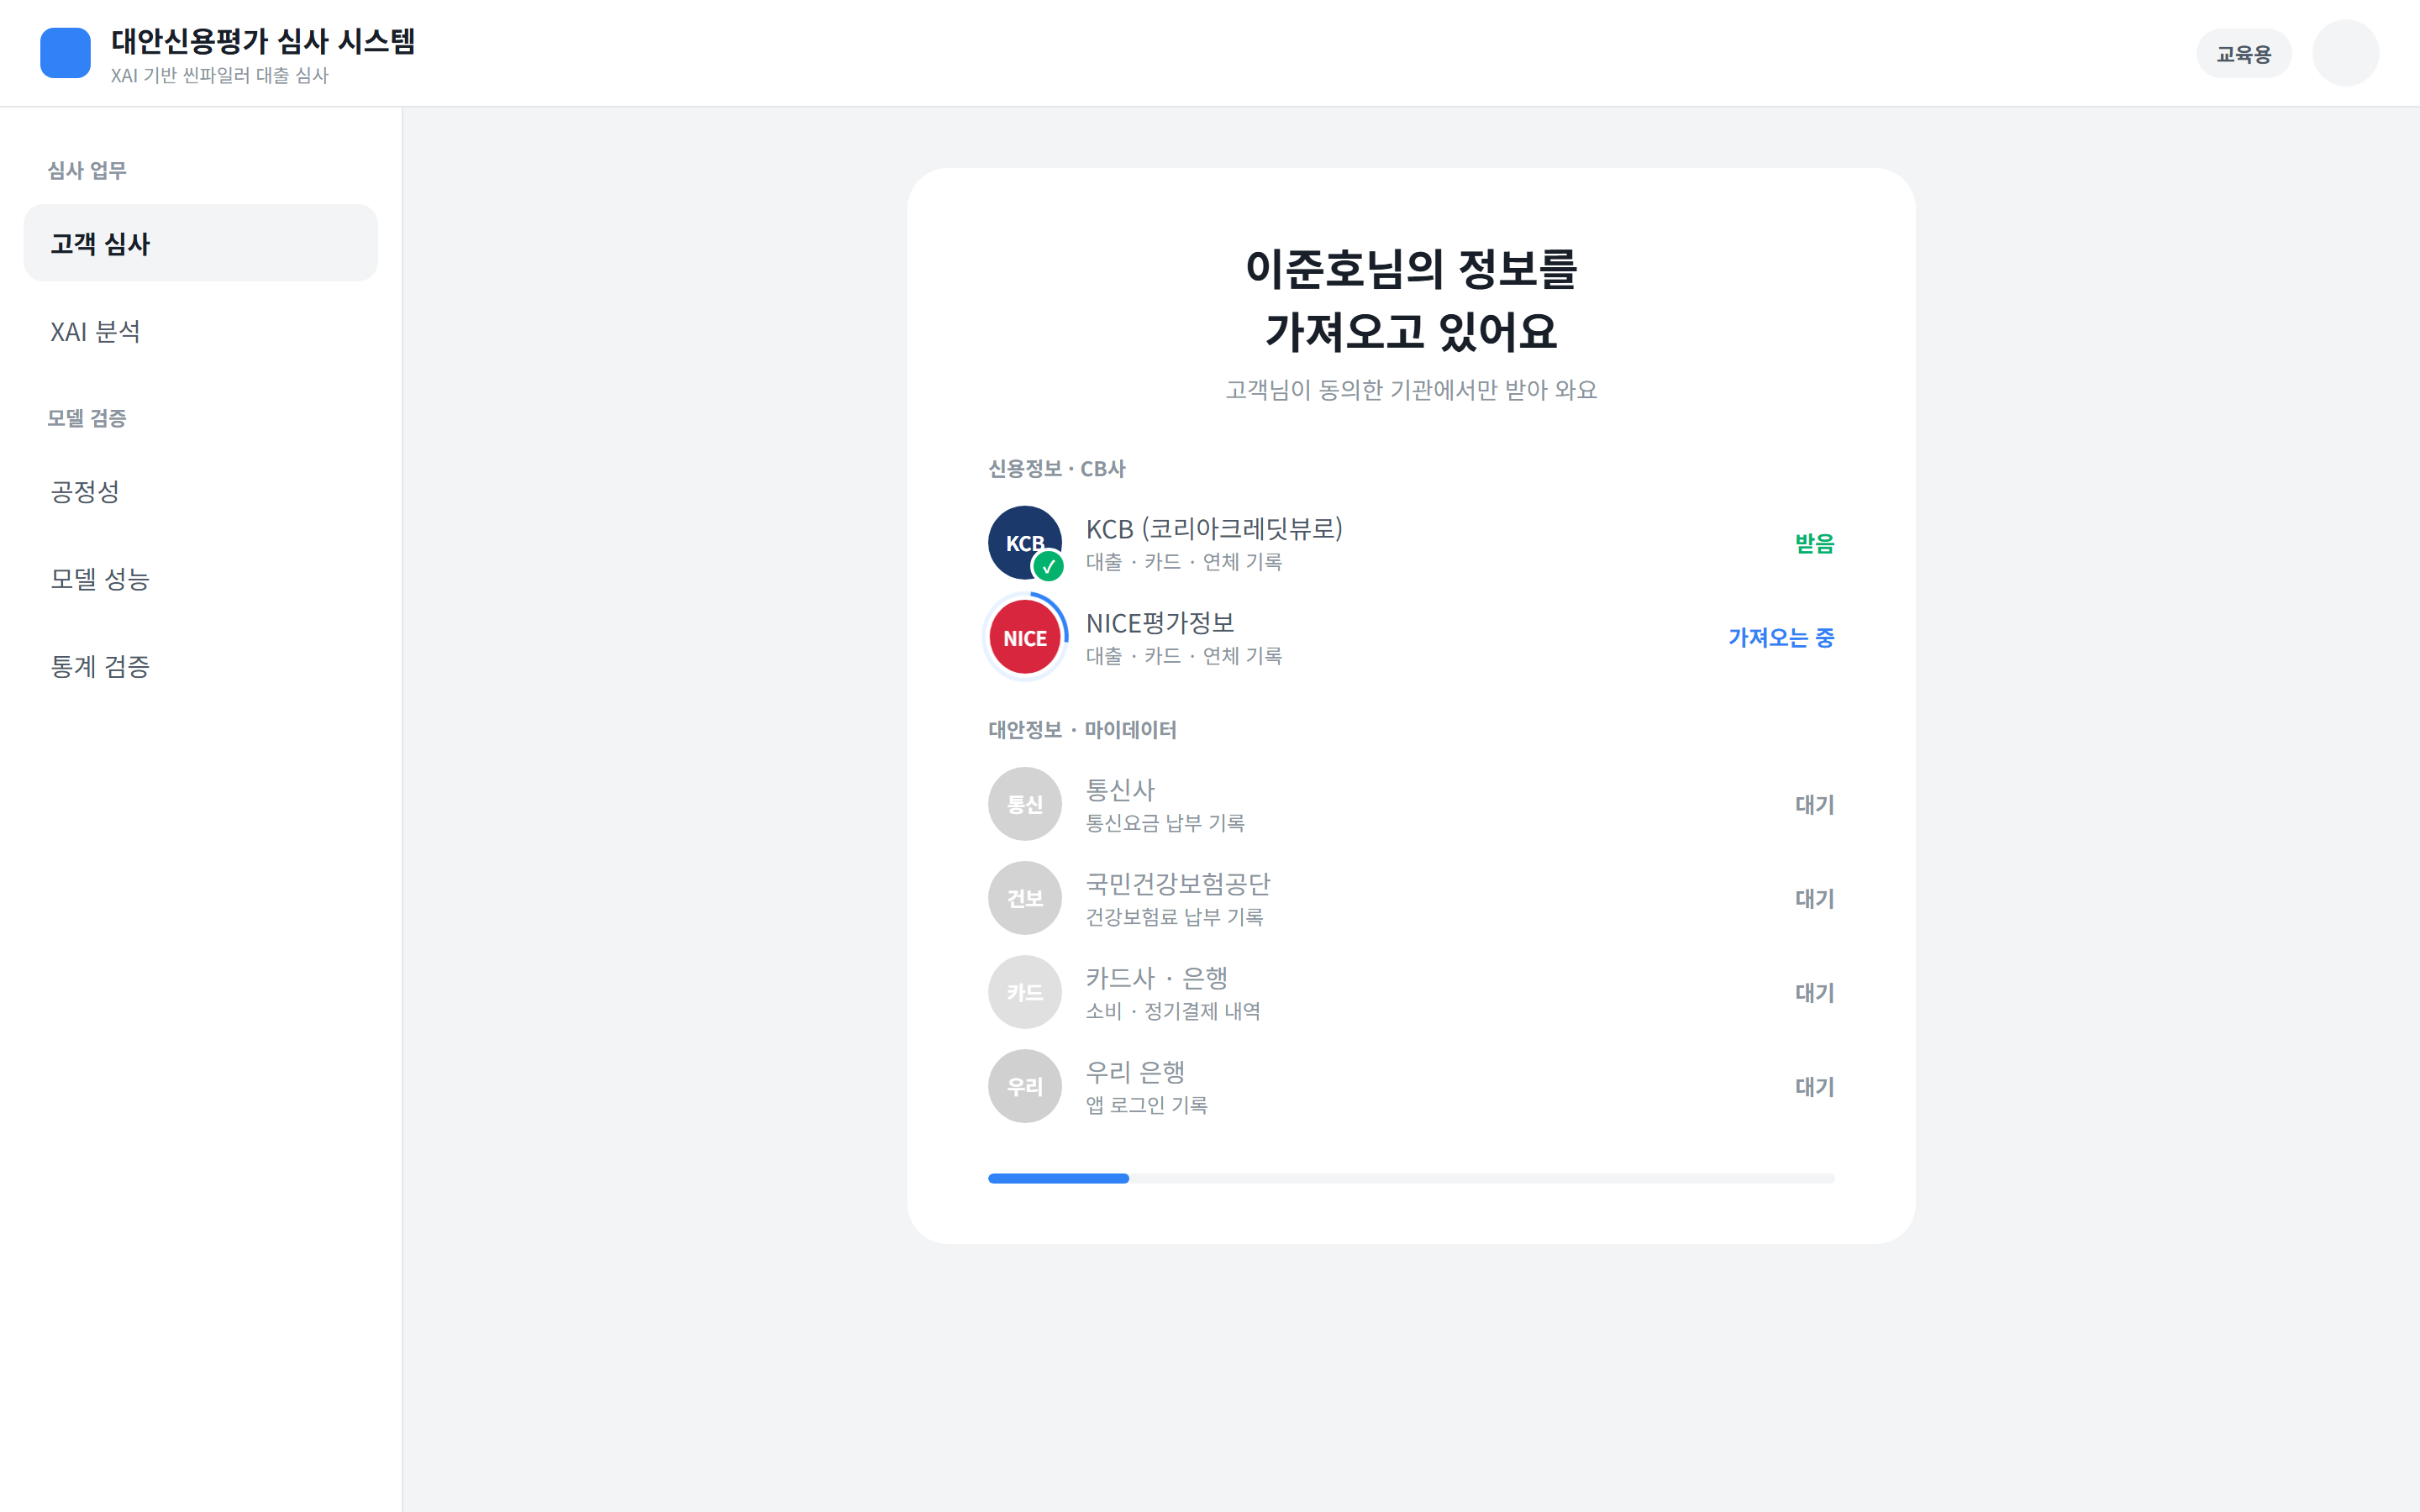 대안신용평가 심사 시스템
XAI 기반 씬파일러 대출 심사
교육용
심사 업무
고객 심사
XAI 분석
모델 검증
공정성
모델 성능
통계 검증
이준호님의 정보를
가져오고 있어요
고객님이 동의한 기관에서만 받아 와요
신용정보 · CB사
KCB
✓
KCB (코리아크레딧뷰로)
대출 · 카드 · 연체 기록
받음
NICE
NICE평가정보
대출 · 카드 · 연체 기록
가져오는 중
대안정보 · 마이데이터
통신
통신사
통신요금 납부 기록
대기
건보
국민건강보험공단
건강보험료 납부 기록
대기
카드
카드사 · 은행
소비 · 정기결제 내역
대기
우리
우리 은행
앱 로그인 기록
대기